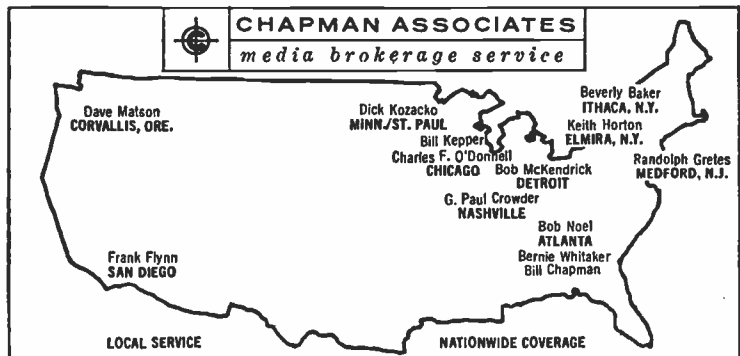 CHAPMAN ASSOCIATES
media brokerage service
Dave Matson
CORVALLIS, ORE.
Dick Kozacko
MINN./ST. PAUL
Bill Kepper
Charles F. O'Donnell
CHICAGO
Bob McKendrick
DETROIT
Beverly Baker
ITHACA, N.Y.
Keith Horton
ELMIRA, N.Y.
Randolph Gretes
MEDFORD, N.J.
G. Paul Crowder
NASHVILLE
Bob Noel
ATLANTA
Bernie Whitaker
Bill Chapman
Frank Flynn
SAN DIEGO
LOCAL SERVICE
NATIONWIDE COVERAGE